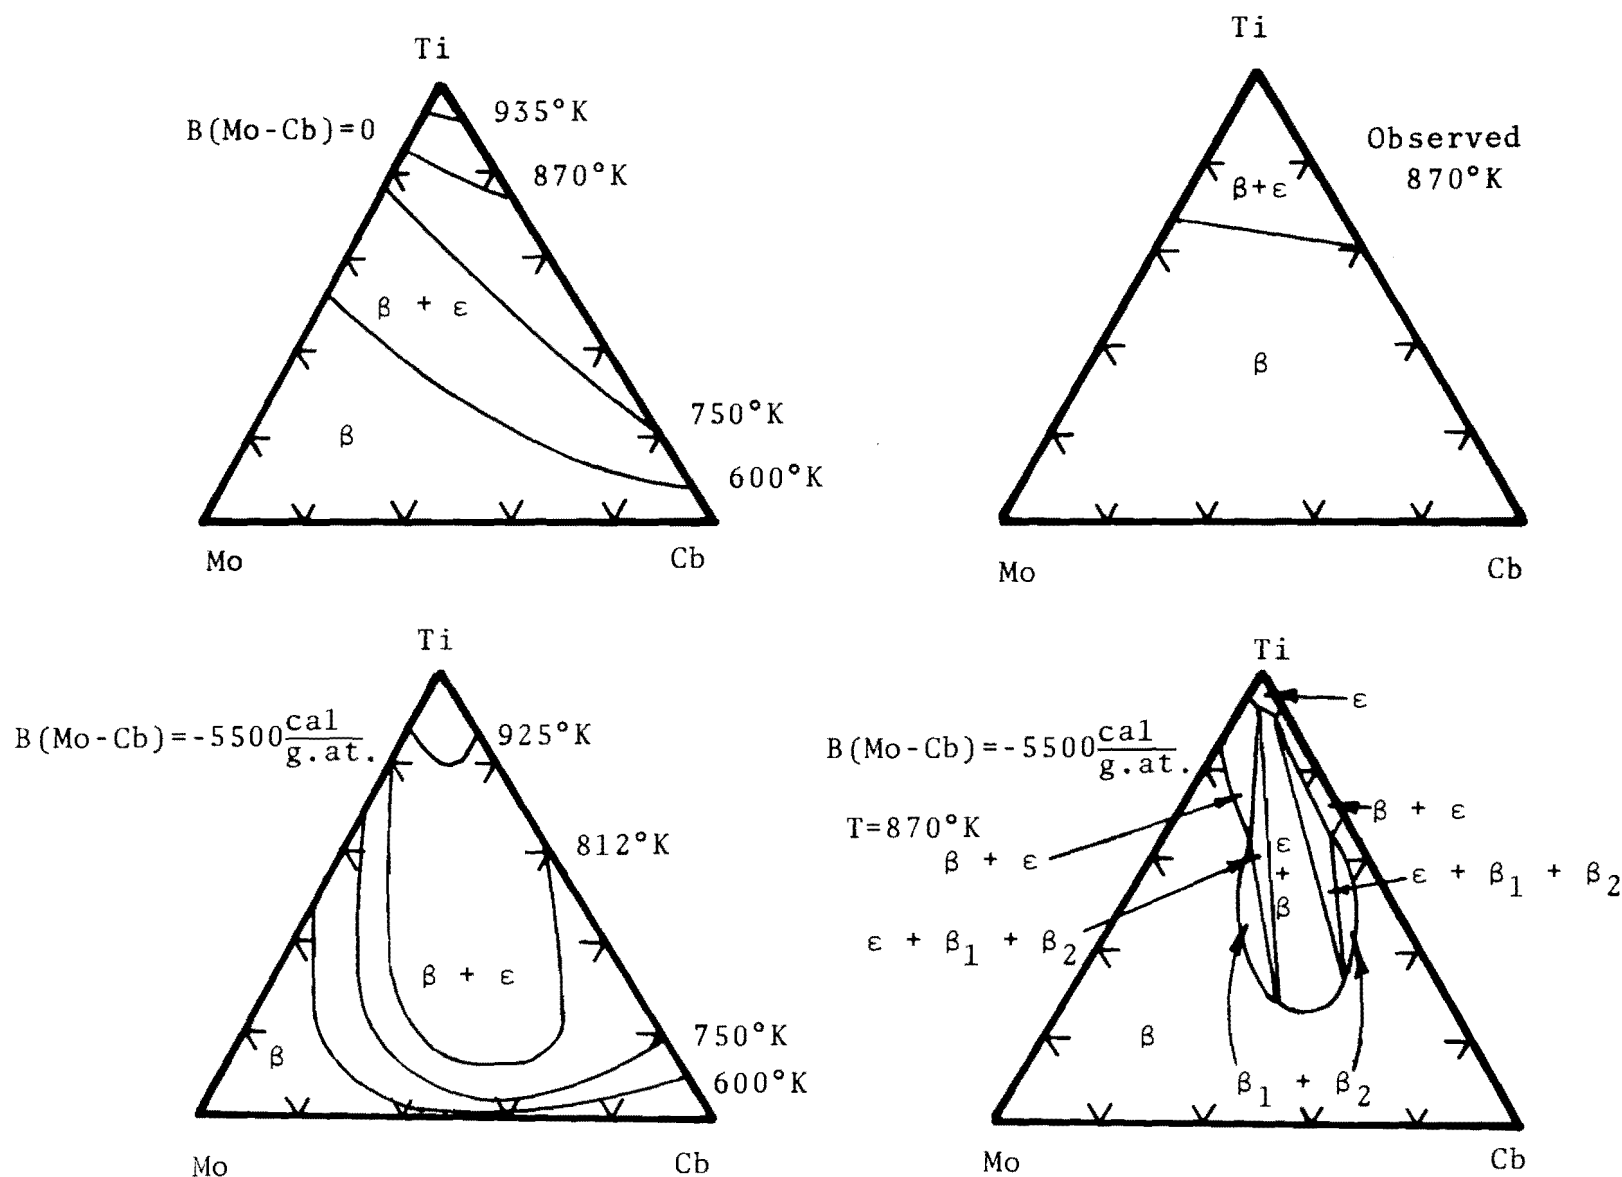 Ti
B(Mo-Cb)=0
935°K
870°K
β + ε
β
750°K
600°K
Mo
Cb
Ti
Observed
870°K
β+ε
β
Mo
Cb
Ti
B(Mo-Cb)=-5500 cal/g.at.
925°K
812°K
β + ε
β
750°K
600°K
Mo
Cb
Ti
ε
B(Mo-Cb)=-5500 cal/g.at.
T=870°K
β + ε
β + ε
ε
+
β
ε + β₁ + β₂
ε + β₁ + β₂
β
β₁ + β₂
Mo
Cb